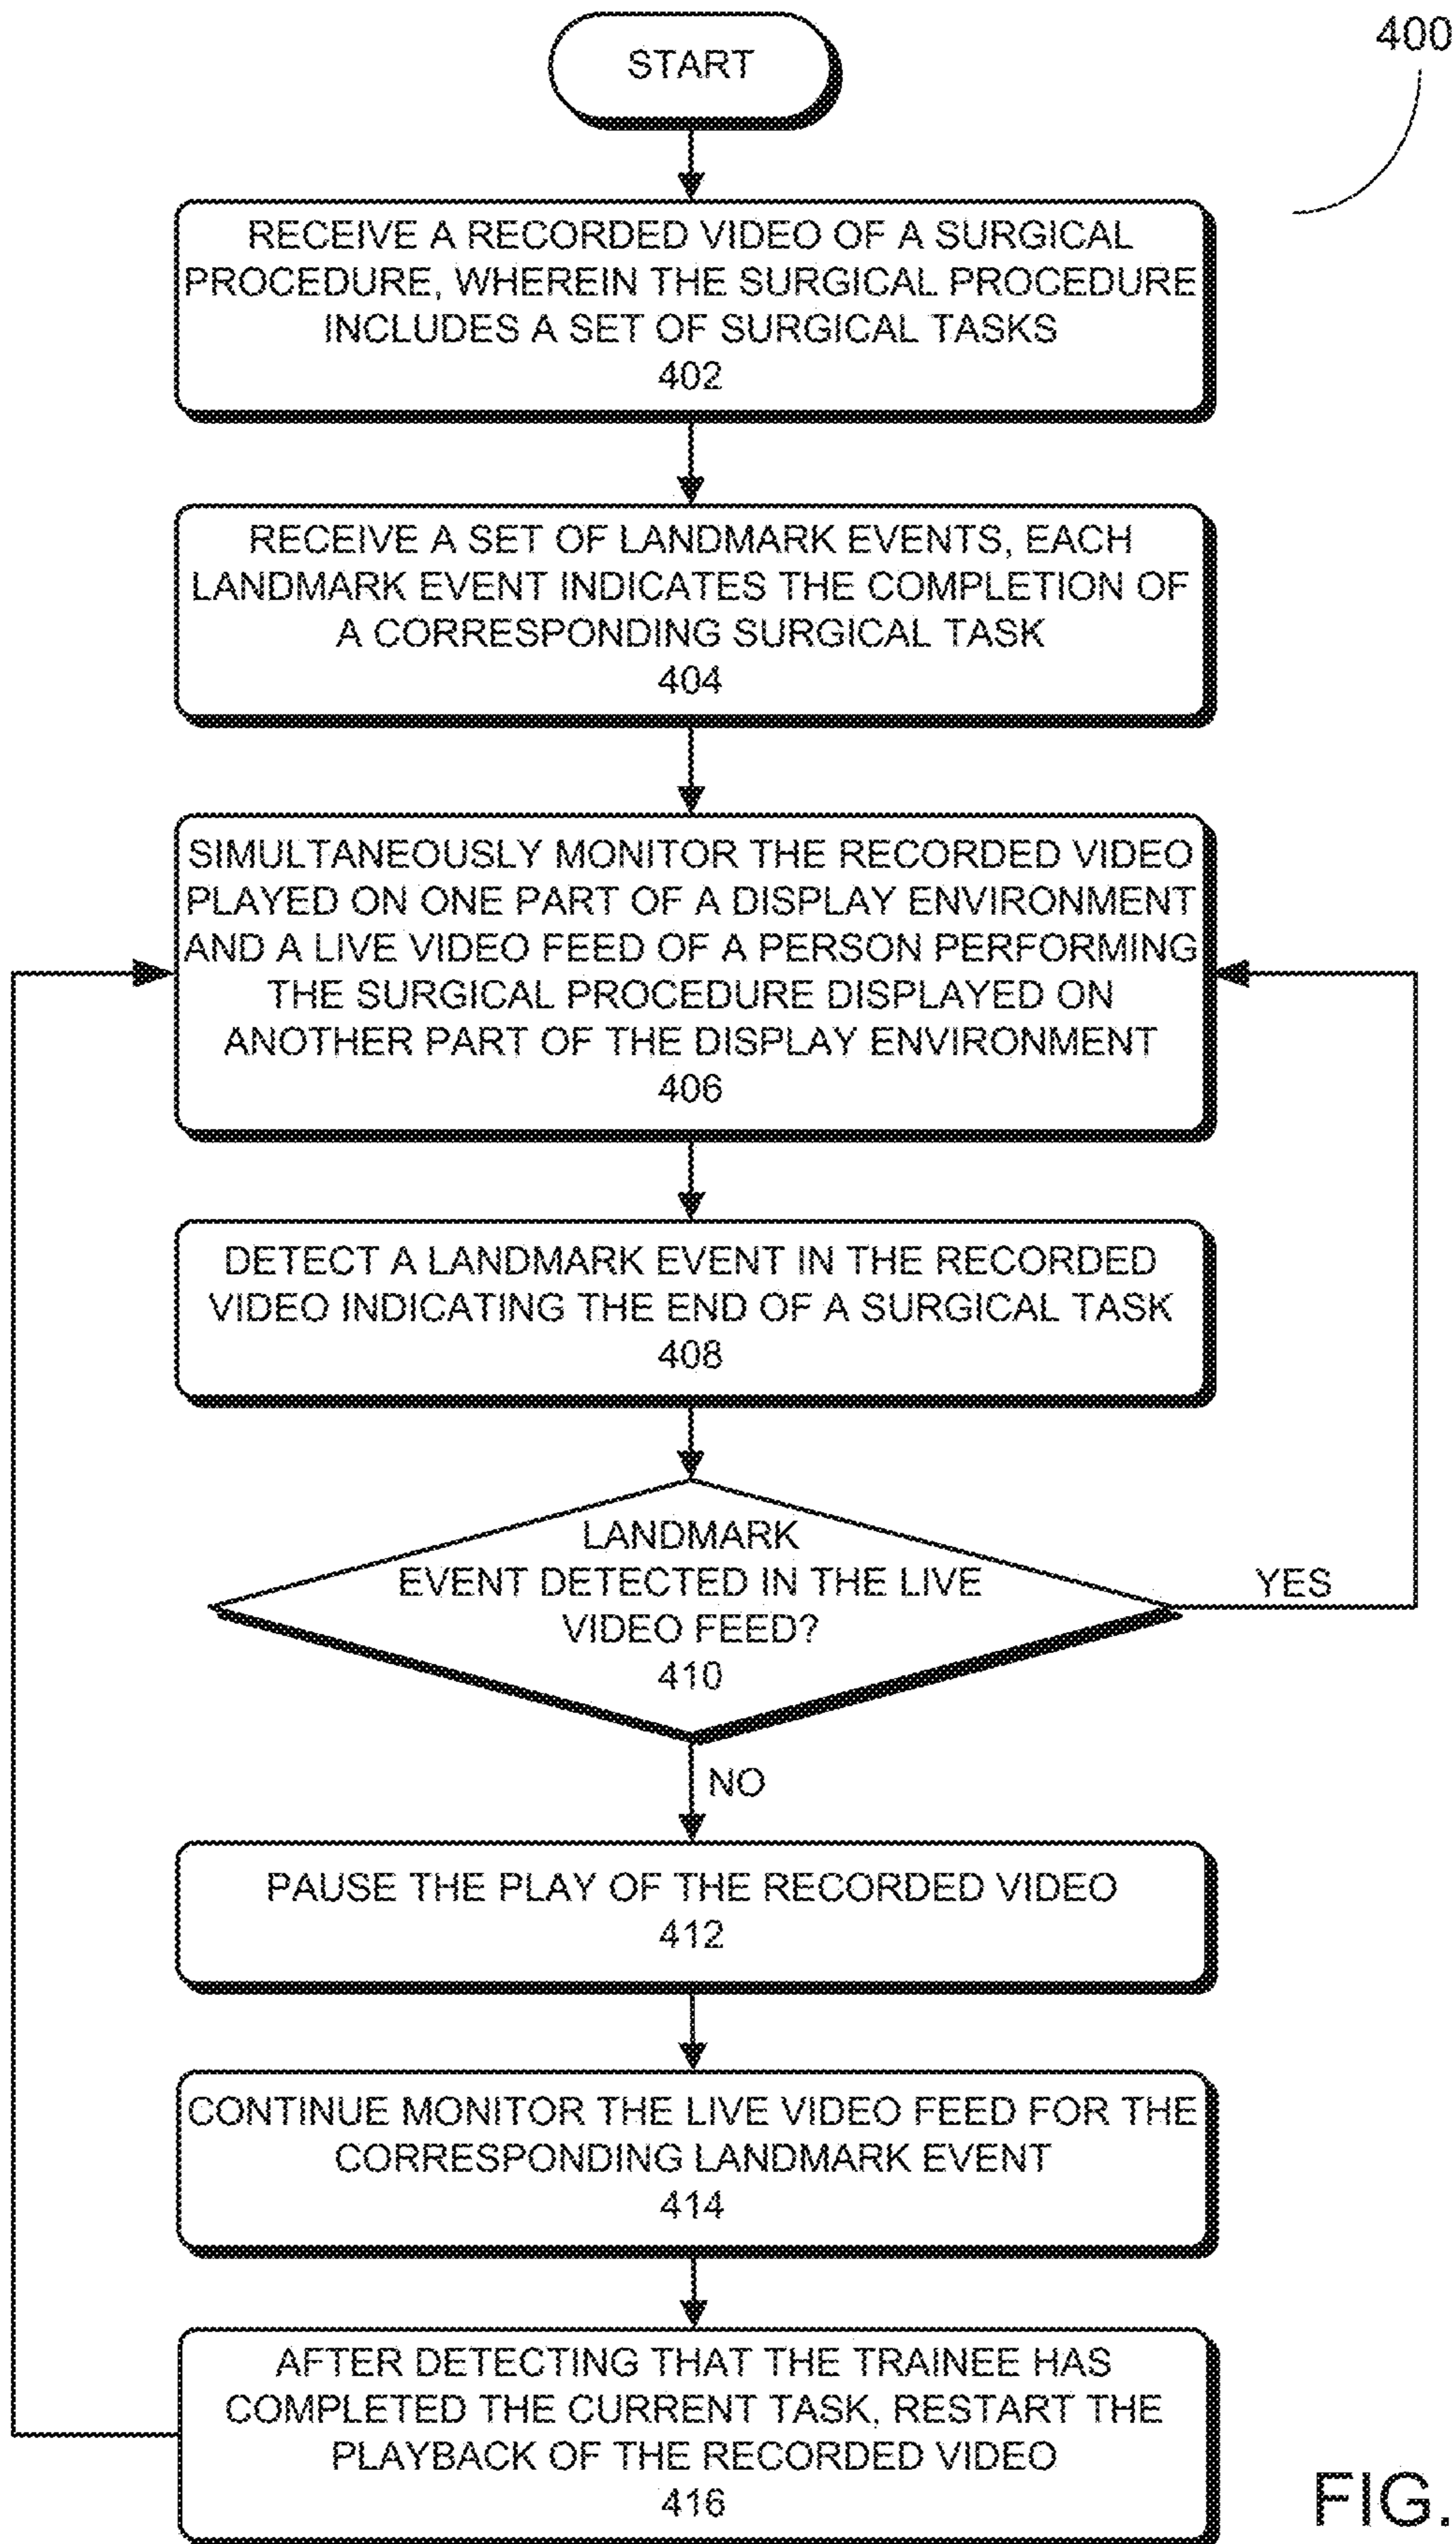 400
START
RECEIVE A RECORDED VIDEO OF A SURGICAL
PROCEDURE, WHEREIN THE SURGICAL PROCEDURE
INCLUDES A SET OF SURGICAL TASKS
402
RECEIVE A SET OF LANDMARK EVENTS, EACH
LANDMARK EVENT INDICATES THE COMPLETION OF
A CORRESPONDING SURGICAL TASK
404
SIMULTANEOUSLY MONITOR THE RECORDED VIDEO
PLAYED ON ONE PART OF A DISPLAY ENVIRONMENT
AND A LIVE VIDEO FEED OF A PERSON PERFORMING
THE SURGICAL PROCEDURE DISPLAYED ON
ANOTHER PART OF THE DISPLAY ENVIRONMENT
406
DETECT A LANDMARK EVENT IN THE RECORDED
VIDEO INDICATING THE END OF A SURGICAL TASK
408
LANDMARK
EVENT DETECTED IN THE LIVE
VIDEO FEED?
410
YES
NO
PAUSE THE PLAY OF THE RECORDED VIDEO
412
CONTINUE MONITOR THE LIVE VIDEO FEED FOR THE
CORRESPONDING LANDMARK EVENT
414
AFTER DETECTING THAT THE TRAINEE HAS
COMPLETED THE CURRENT TASK, RESTART THE
PLAYBACK OF THE RECORDED VIDEO
416
FIG.